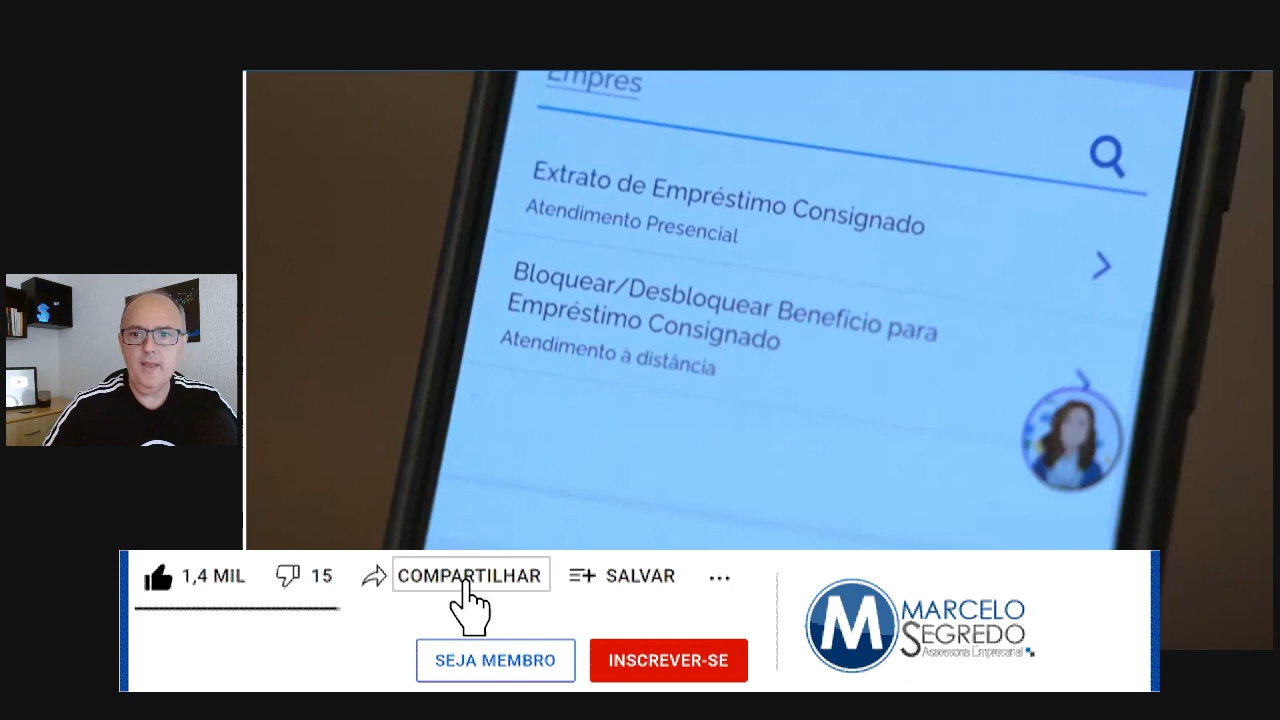 Empres
Extrato de Empréstimo Consignado
Atendimento Presencial
Bloquear/Desbloquear Benefício para
Empréstimo Consignado
Atendimento à distância
1,4 MIL
15
COMPARTILHAR
SALVAR
SEJA MEMBRO
INSCREVER-SE
M
MARCELO
SEGREDO
Assessoria Empresarial